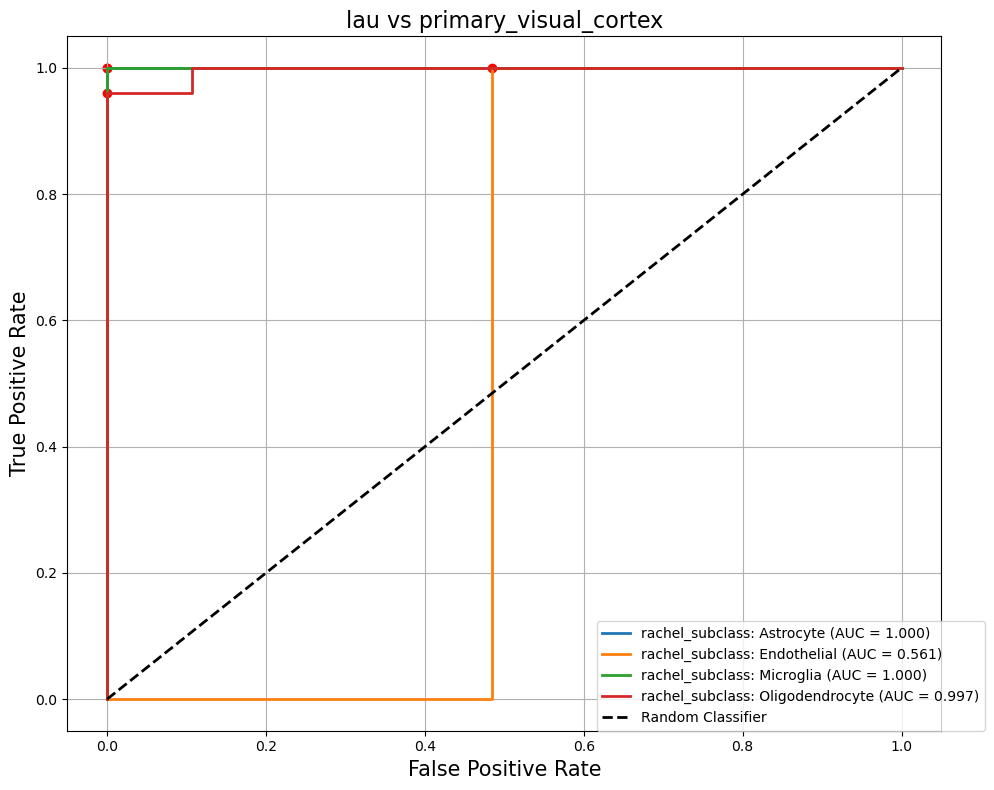 lau vs primary_visual_cortex
True Positive Rate
1.0
0.8
0.6
0.4
0.2
0.0
rachel_subclass: Astrocyte (AUC = 1.000)
rachel_subclass: Endothelial (AUC = 0.561)
rachel_subclass: Microglia (AUC = 1.000)
rachel_subclass: Oligodendrocyte (AUC = 0.997)
Random Classifier
0.0 0.2 0.4 0.6 0.8 1.0
False Positive Rate